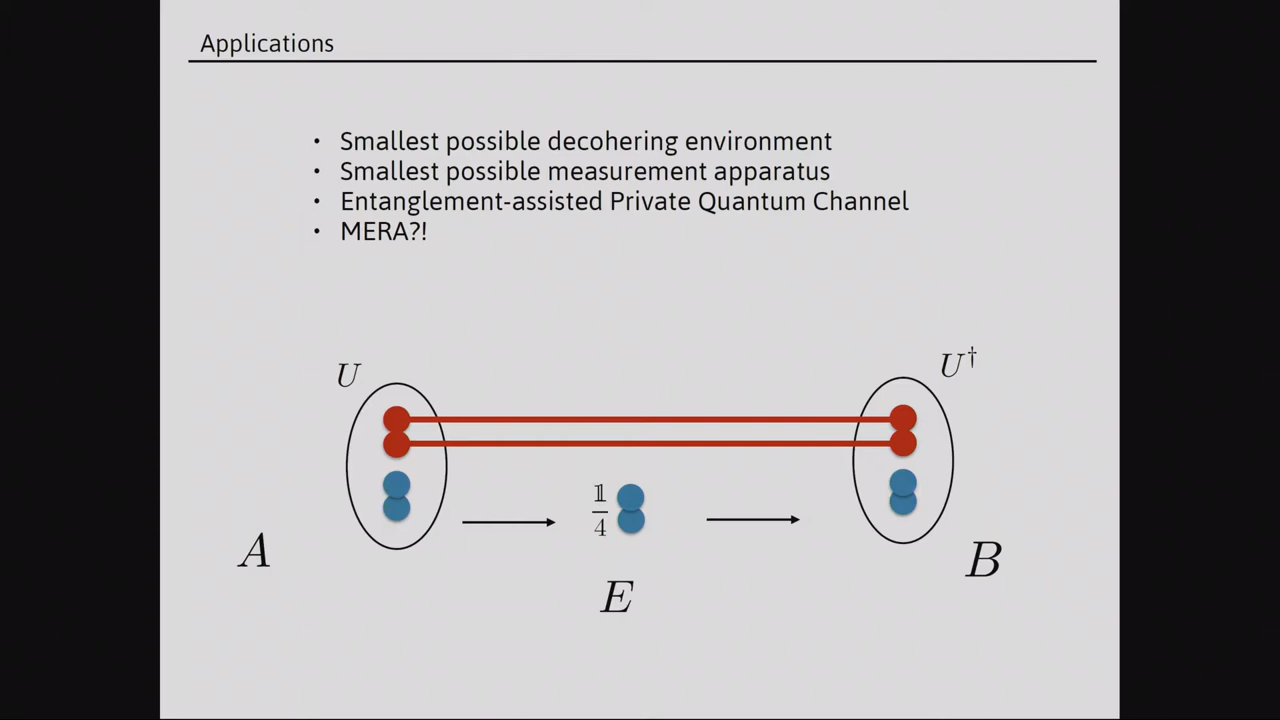 Applications
• Smallest possible decohering environment
• Smallest possible measurement apparatus
• Entanglement-assisted Private Quantum Channel
• MERA?!
U
U†
𝟙
4
A
E
B